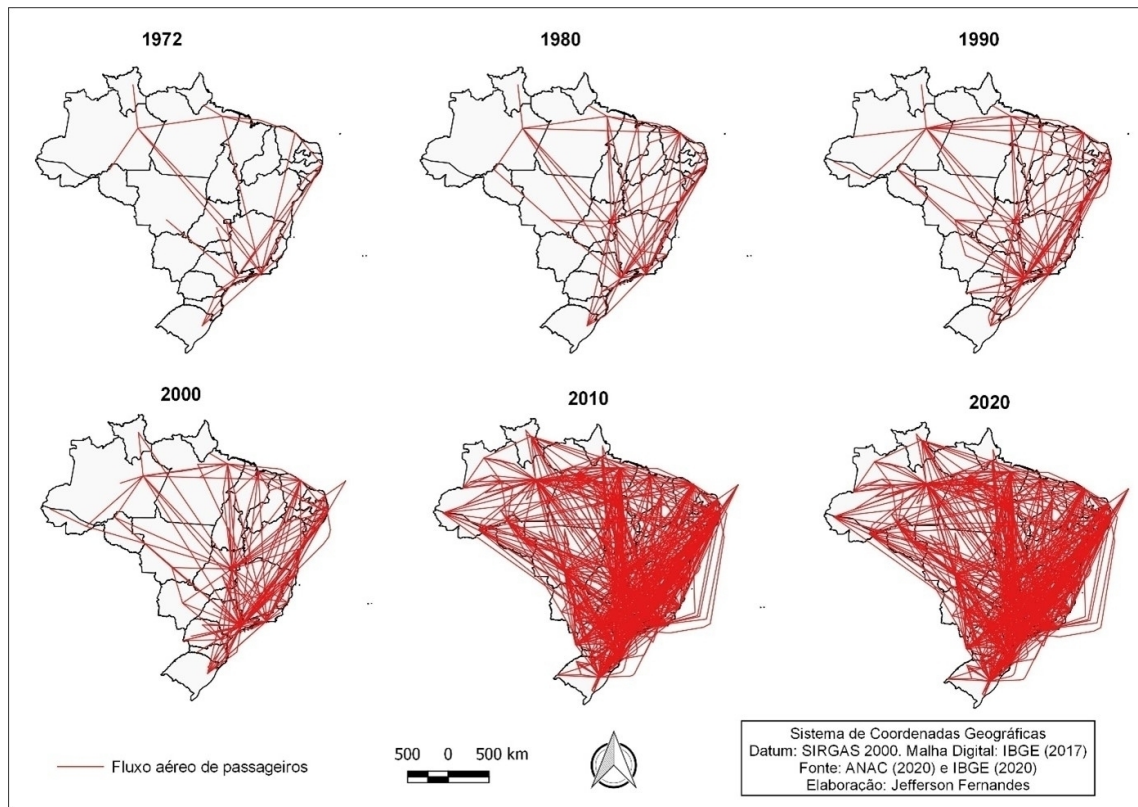 1972
1980
1990
2000
2010
2020
Fluxo aéreo de passageiros
500 0 500 km
Sistema de Coordenadas Geográficas
Datum: SIRGAS 2000. Malha Digital: IBGE (2017)
Fonte: ANAC (2020) e IBGE (2020)
Elaboração: Jefferson Fernandes